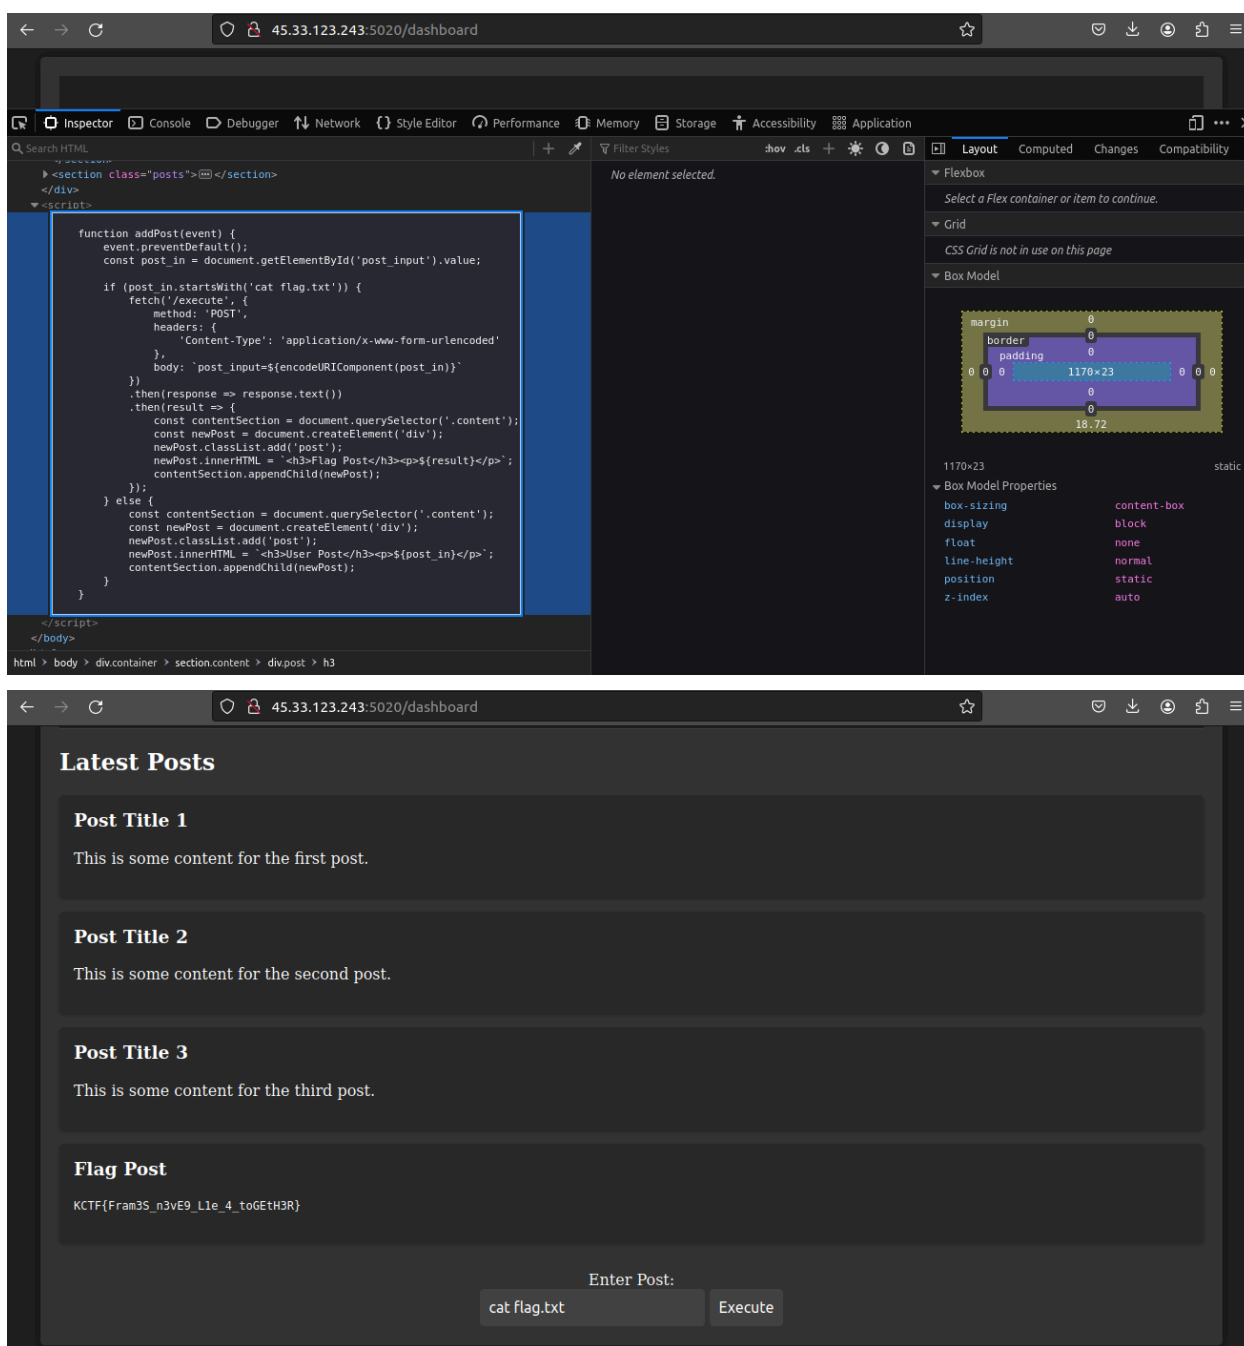 45.33.123.243:5020/dashboard
Inspector Console Debugger Network Style Editor Performance Memory Storage Accessibility Application
Search HTML
Filter Styles :hov .cls
Layout Computed Changes Compatibility
<section class="posts"></section>
</div>
<script>
function addPost(event) {
event.preventDefault();
const post_in = document.getElementById('post_input').value;
if (post_in.startsWith('cat flag.txt')) {
fetch('/execute', {
method: 'POST',
headers: {
'Content-Type': 'application/x-www-form-urlencoded'
},
body: `post_input=${encodeURIComponent(post_in)}`
})
.then(response => response.text())
.then(result => {
const contentSection = document.querySelector('.content');
const newPost = document.createElement('div');
newPost.classList.add('post');
newPost.innerHTML = `<h3>Flag Post</h3><p>${result}</p>`;
contentSection.appendChild(newPost);
});
} else {
const contentSection = document.querySelector('.content');
const newPost = document.createElement('div');
newPost.classList.add('post');
newPost.innerHTML = `<h3>User Post</h3><p>${post_in}</p>`;
contentSection.appendChild(newPost);
}
}
</script>
</body>
html > body > div.container > section.content > div.post > h3
No element selected.
Flexbox
Select a Flex container or item to continue.
Grid
CSS Grid is not in use on this page
Box Model
margin 0
border 0
padding 0
0 0 0 1170×23 0 0 0
0
0
18.72
1170×23 static
Box Model Properties
box-sizing content-box
display block
float none
line-height normal
position static
z-index auto
45.33.123.243:5020/dashboard
Latest Posts
Post Title 1
This is some content for the first post.
Post Title 2
This is some content for the second post.
Post Title 3
This is some content for the third post.
Flag Post
KCTF{Fram3S_n3vE9_L1e_4_toGEtH3R}
Enter Post:
cat flag.txt Execute